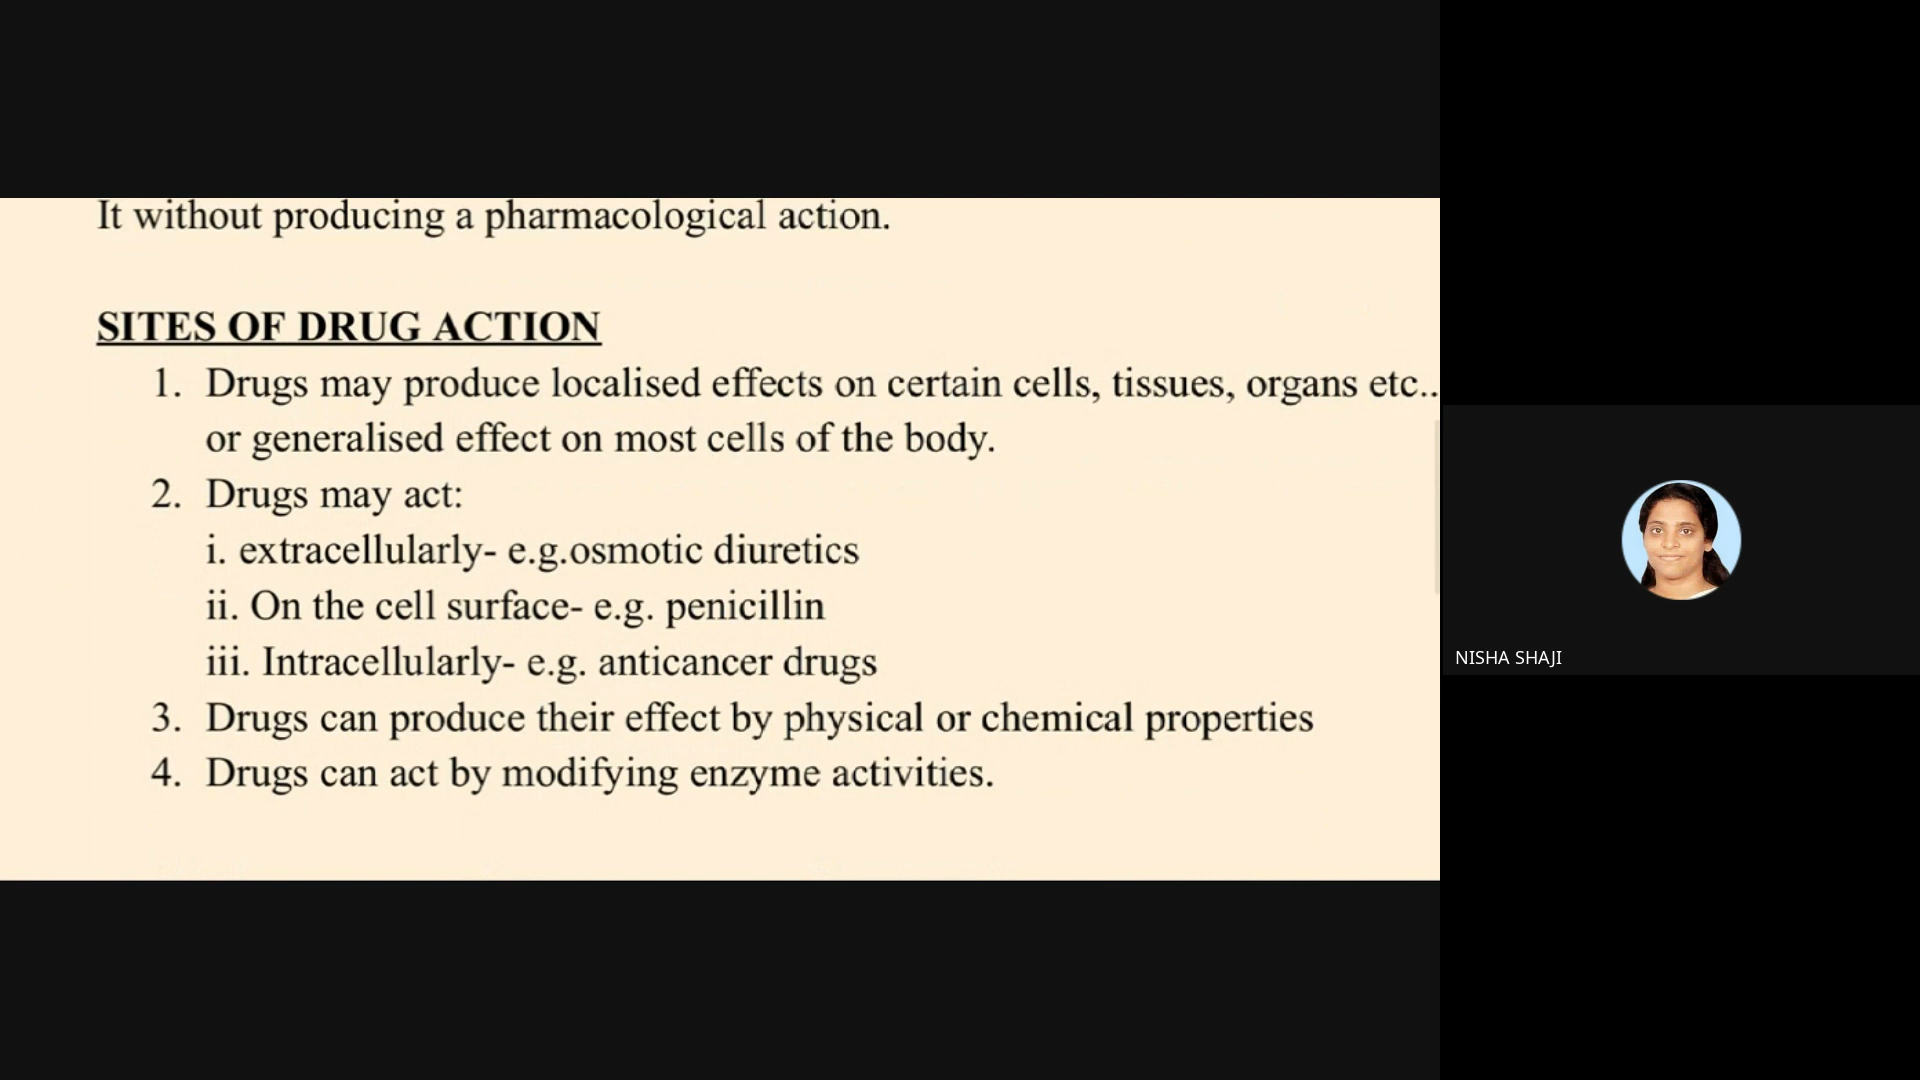 It without producing a pharmacological action.
SITES OF DRUG ACTION
1. Drugs may produce localised effects on certain cells, tissues, organs etc..
or generalised effect on most cells of the body.
2. Drugs may act:
i. extracellularly- e.g.osmotic diuretics
ii. On the cell surface- e.g. penicillin
iii. Intracellularly- e.g. anticancer drugs
3. Drugs can produce their effect by physical or chemical properties
4. Drugs can act by modifying enzyme activities.
NISHA SHAJI